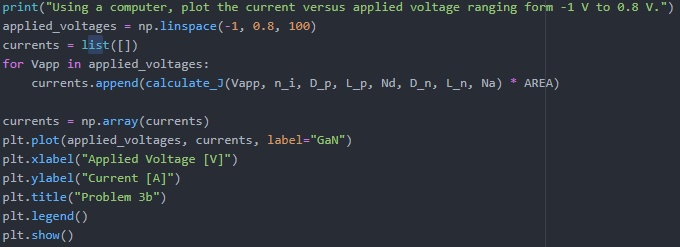 print("Using a computer, plot the current versus applied voltage ranging form -1 V to 0.8 V.")
applied_voltages = np.linspace(-1, 0.8, 100)
currents = list([])
for Vapp in applied_voltages:
    currents.append(calculate_J(Vapp, n_i, D_p, L_p, Nd, D_n, L_n, Na) * AREA)

currents = np.array(currents)
plt.plot(applied_voltages, currents, label="GaN")
plt.xlabel("Applied Voltage [V]")
plt.ylabel("Current [A]")
plt.title("Problem 3b")
plt.legend()
plt.show()